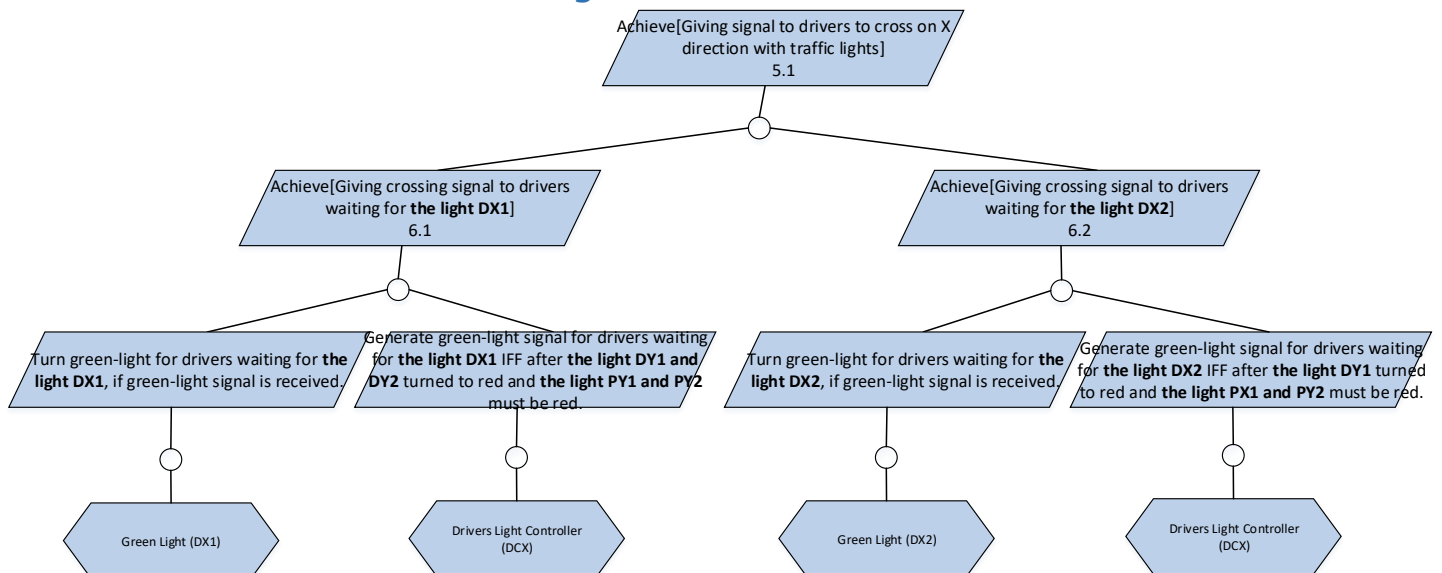 Achieve[Giving signal to drivers to cross on X
direction with traffic lights]
5.1
Achieve[Giving crossing signal to drivers
waiting for the light DX1]
6.1
Achieve[Giving crossing signal to drivers
waiting for the light DX2]
6.2
Turn green-light for drivers waiting for the
light DX1, if green-light signal is received.
Generate green-light signal for drivers waiting
for the light DX1 IFF after the light DY1 and
DY2 turned to red and the light PY1 and PY2
must be red.
Turn green-light for drivers waiting for the
light DX2, if green-light signal is received.
Generate green-light signal for drivers waiting
for the light DX2 IFF after the light DY1 turned
to red and the light PX1 and PY2 must be red.
Green Light (DX1)
Drivers Light Controller
(DCX)
Green Light (DX2)
Drivers Light Controller
(DCX)